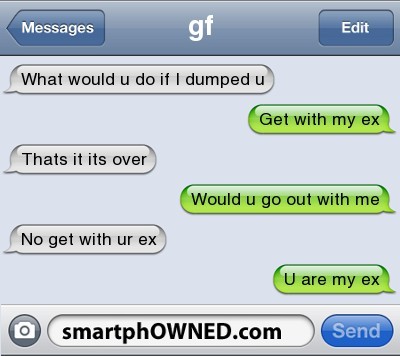 Messages
gf
Edit
What would u do if I dumped u
Get with my ex
Thats it its over
Would u go out with me
No get with ur ex
U are my ex
smartphOWNED.com
Send